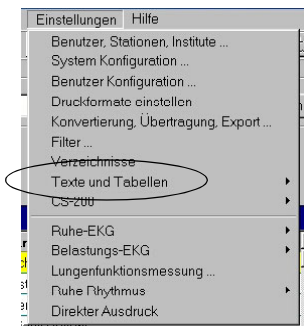 Einstellungen Hilfe
Benutzer, Stationen, Institute ...
System Konfiguration ...
Benutzer Konfiguration ...
Druckformate einstellen
Konvertierung, Übertragung, Export ...
Filter ...
Verzeichnisse
Texte und Tabellen
CS-200
Ruhe-EKG
Belastungs-EKG
Lungenfunktionsmessung ...
Ruhe Rhythmus
Direkter Ausdruck